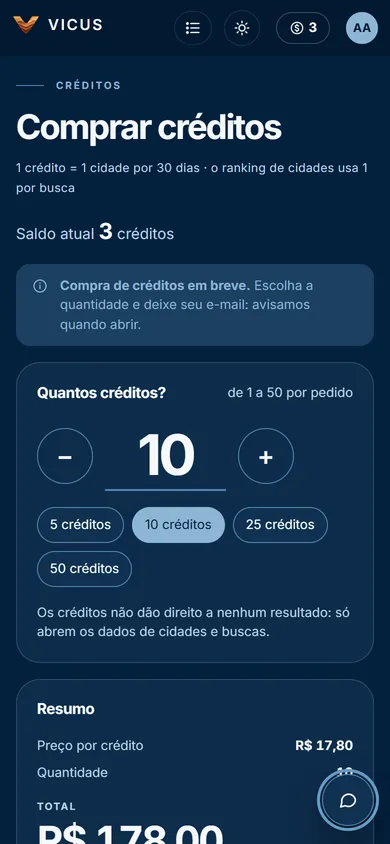 VICUS
3
AA
CRÉDITOS
Comprar créditos
1 crédito = 1 cidade por 30 dias · o ranking de cidades usa 1
por busca
Saldo atual 3 créditos
Compra de créditos em breve. Escolha a
quantidade e deixe seu e-mail: avisamos
quando abrir.
Quantos créditos? de 1 a 50 por pedido
− 10 +
5 créditos 10 créditos 25 créditos
50 créditos
Os créditos não dão direito a nenhum resultado: só
abrem os dados de cidades e buscas.
Resumo
Preço por crédito R$ 17,80
Quantidade
TOTAL
R$ 178,00